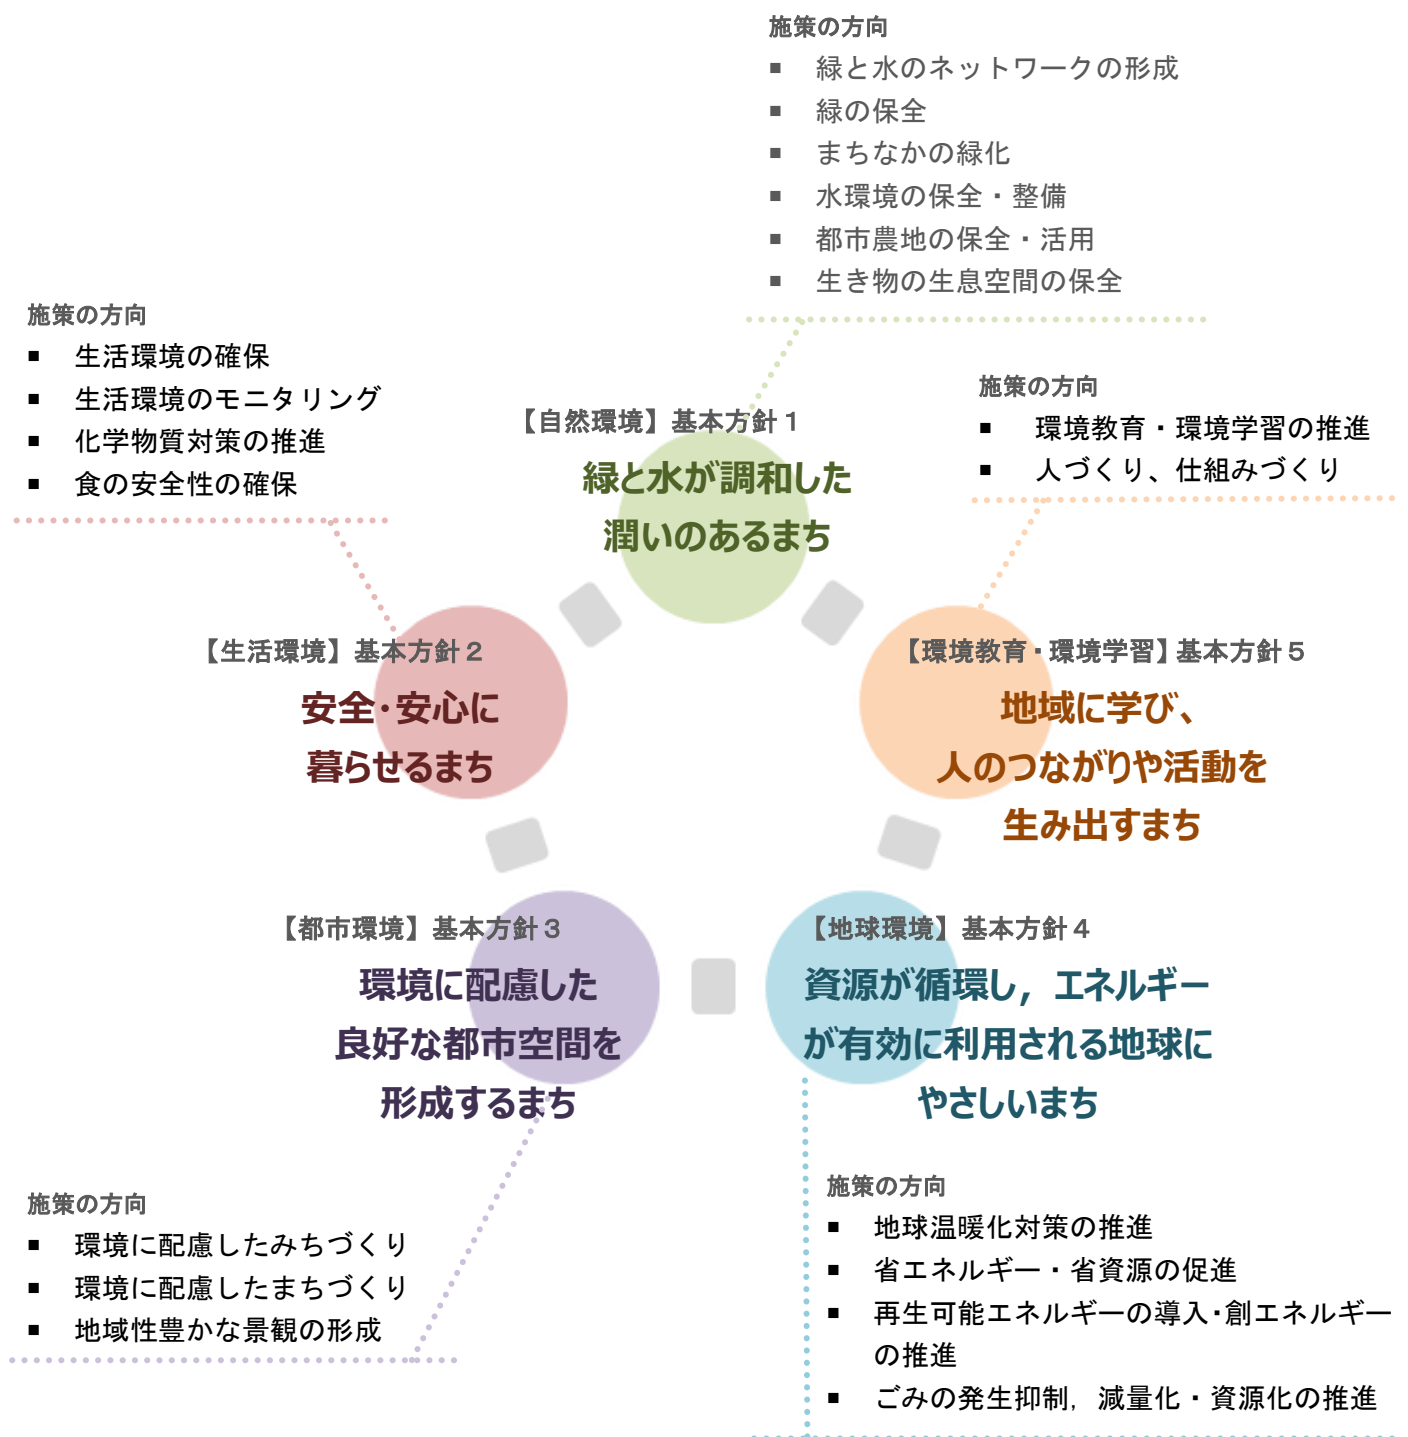 施策の方向
■ 緑と水のネットワークの形成
■ 緑の保全
■ まちなかの緑化
■ 水環境の保全・整備
■ 都市農地の保全・活用
■ 生き物の生息空間の保全
施策の方向
■ 生活環境の確保
■ 生活環境のモニタリング
■ 化学物質対策の推進
■ 食の安全性の確保
施策の方向
■ 環境教育・環境学習の推進
■ 人づくり、仕組みづくり
【自然環境】基本方針１
緑と水が調和した
潤いのあるまち
【生活環境】基本方針２
安全・安心に
暮らせるまち
【環境教育・環境学習】基本方針５
地域に学び、
人のつながりや活動を
生み出すまち
【都市環境】基本方針３
環境に配慮した
良好な都市空間を
形成するまち
【地球環境】基本方針４
資源が循環し，エネルギー
が有効に利用される地球に
やさしいまち
施策の方向
■ 環境に配慮したみちづくり
■ 環境に配慮したまちづくり
■ 地域性豊かな景観の形成
施策の方向
■ 地球温暖化対策の推進
■ 省エネルギー・省資源の促進
■ 再生可能エネルギーの導入・創エネルギー
の推進
■ ごみの発生抑制，減量化・資源化の推進